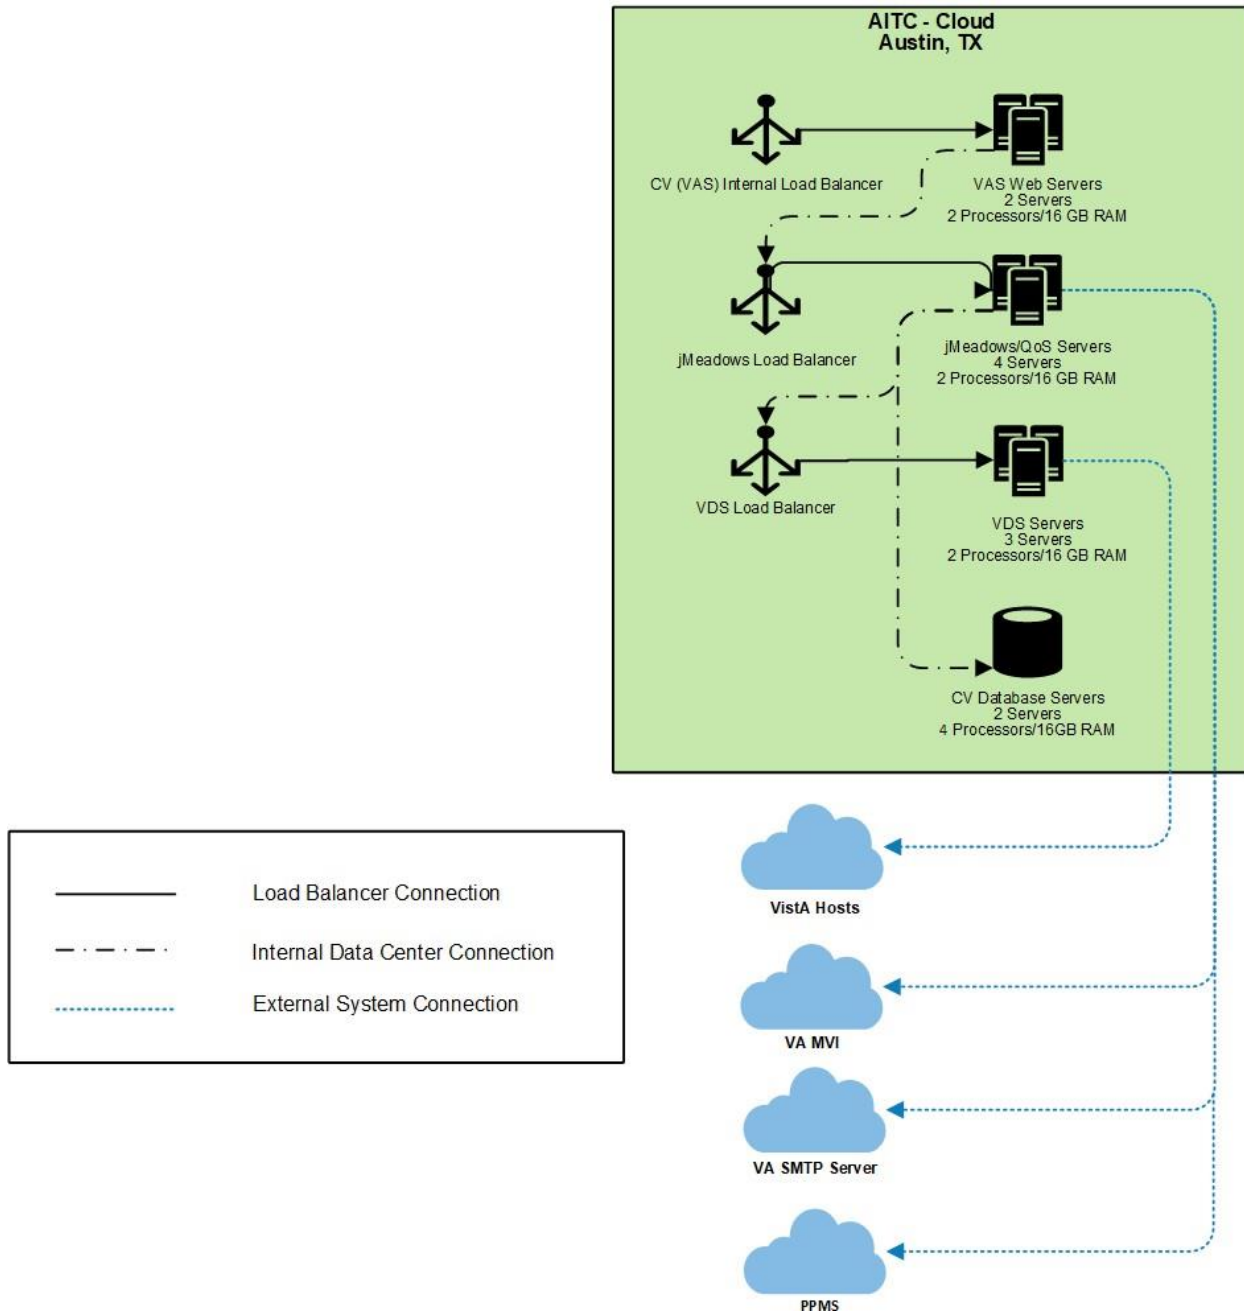 AITC - Cloud
Austin, TX
CV (VAS) Internal Load Balancer
VAS Web Servers
2 Servers
2 Processors/16 GB RAM
jMeadows Load Balancer
jMeadows/QoS Servers
4 Servers
2 Processors/16 GB RAM
VDS Load Balancer
VDS Servers
3 Servers
2 Processors/16 GB RAM
CV Database Servers
2 Servers
4 Processors/16GB RAM
Load Balancer Connection
Internal Data Center Connection
External System Connection
VistA Hosts
VA MVI
VA SMTP Server
PPMS